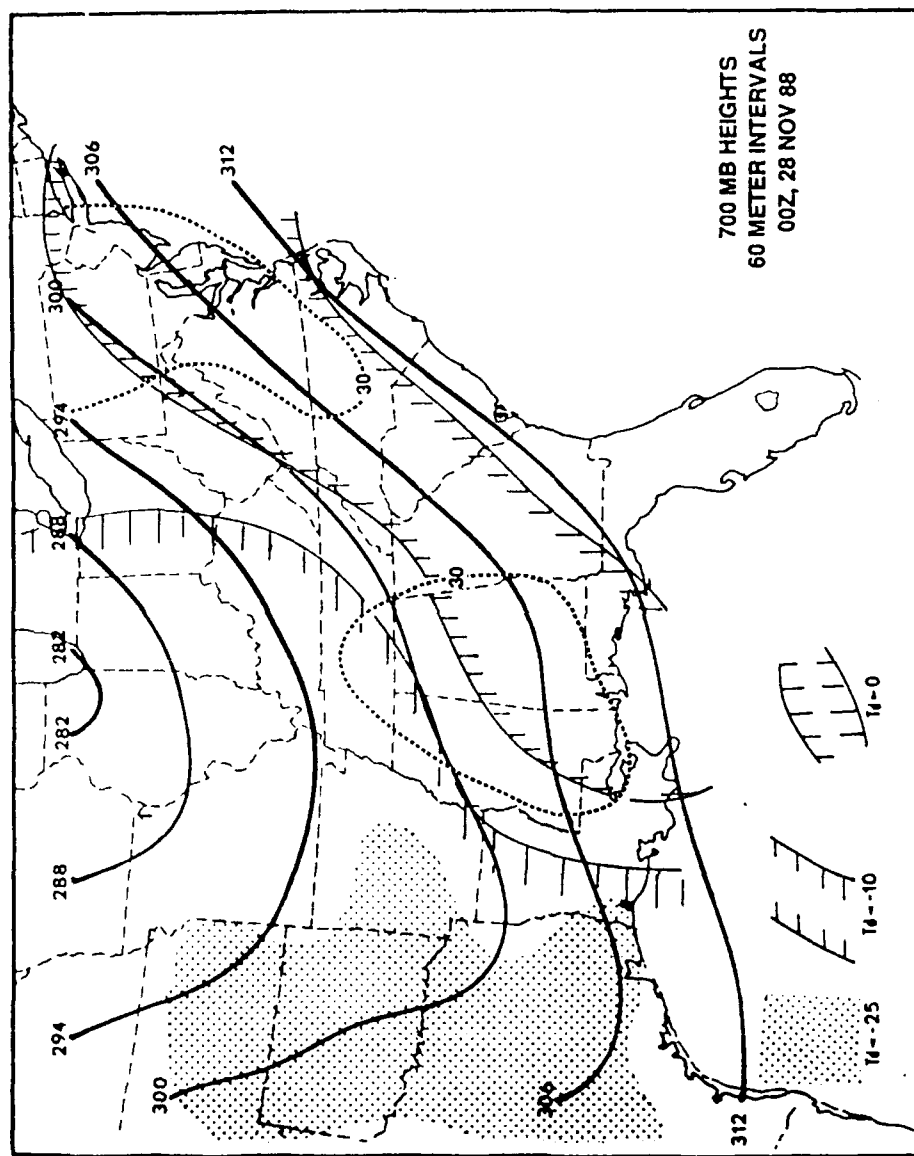 294
288
282
282
288
294
300
306
312
300
306
312
30
30
700 MB HEIGHTS
60 METER INTERVALS
00Z, 28 NOV 88
Td=-25
Td=-10
Td=0